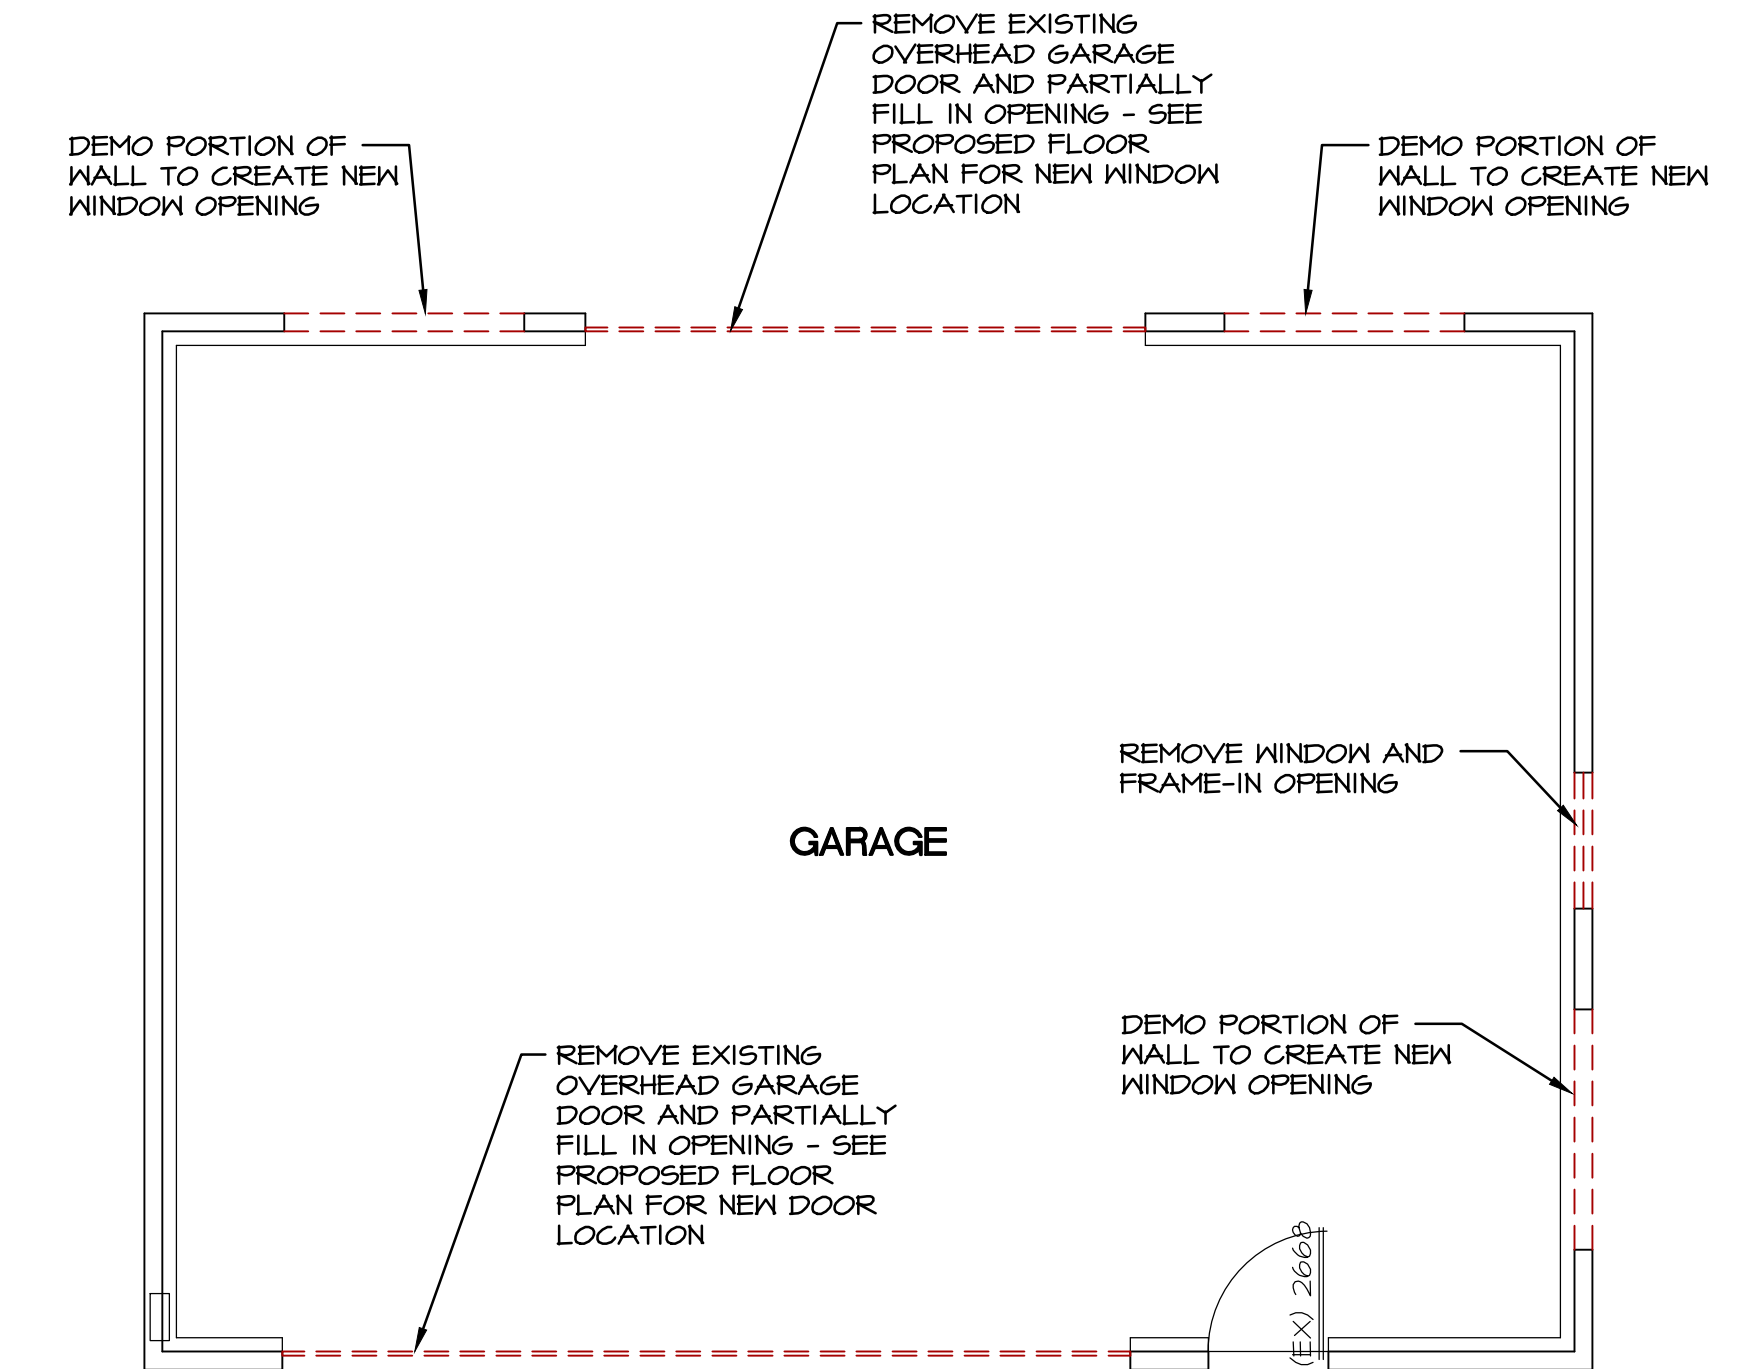 REMOVE EXISTING
OVERHEAD GARAGE
DOOR AND PARTIALLY
FILL IN OPENING - SEE
PROPOSED FLOOR
PLAN FOR NEW WINDOW
LOCATION
DEMO PORTION OF
WALL TO CREATE NEW
WINDOW OPENING
DEMO PORTION OF
WALL TO CREATE NEW
WINDOW OPENING
REMOVE WINDOW AND
FRAME-IN OPENING
GARAGE
DEMO PORTION OF
WALL TO CREATE NEW
WINDOW OPENING
REMOVE EXISTING
OVERHEAD GARAGE
DOOR AND PARTIALLY
FILL IN OPENING - SEE
PROPOSED FLOOR
PLAN FOR NEW DOOR
LOCATION
(EX) 2668